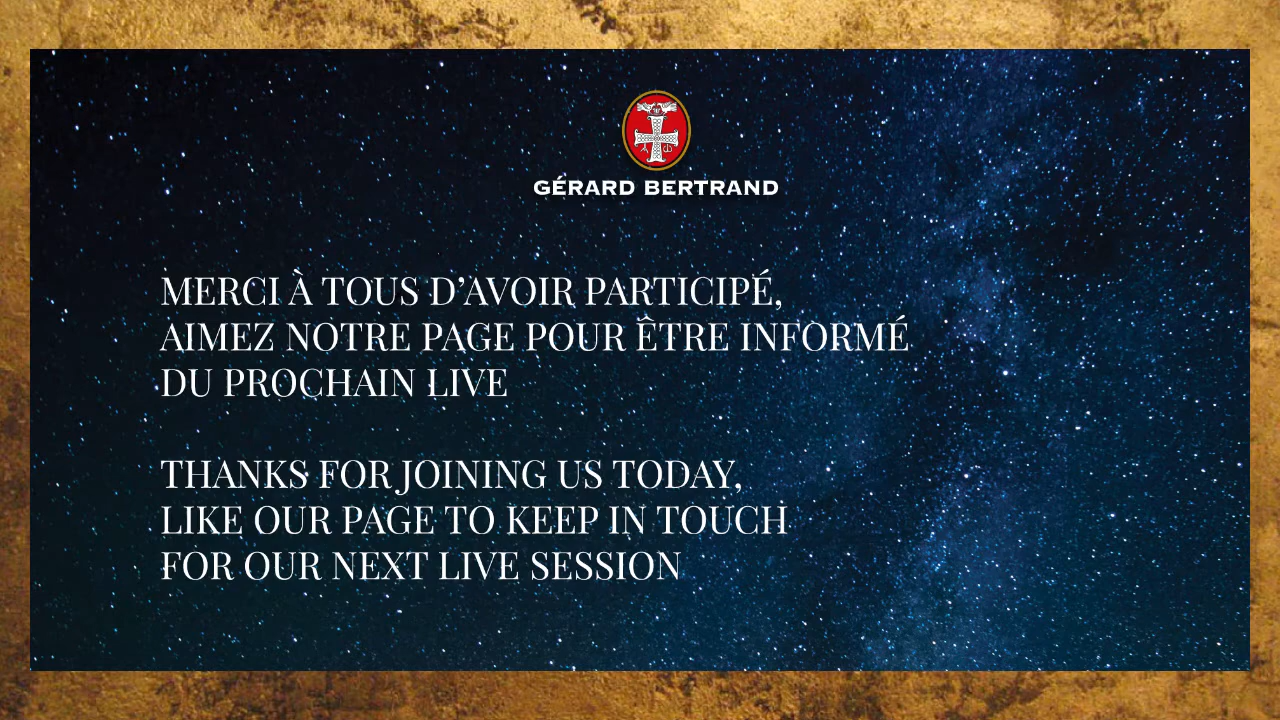 GÉRARD BERTRAND
MERCI À TOUS D’AVOIR PARTICIPÉ,
AIMEZ NOTRE PAGE POUR ÊTRE INFORMÉ
DU PROCHAIN LIVE
THANKS FOR JOINING US TODAY,
LIKE OUR PAGE TO KEEP IN TOUCH
FOR OUR NEXT LIVE SESSION